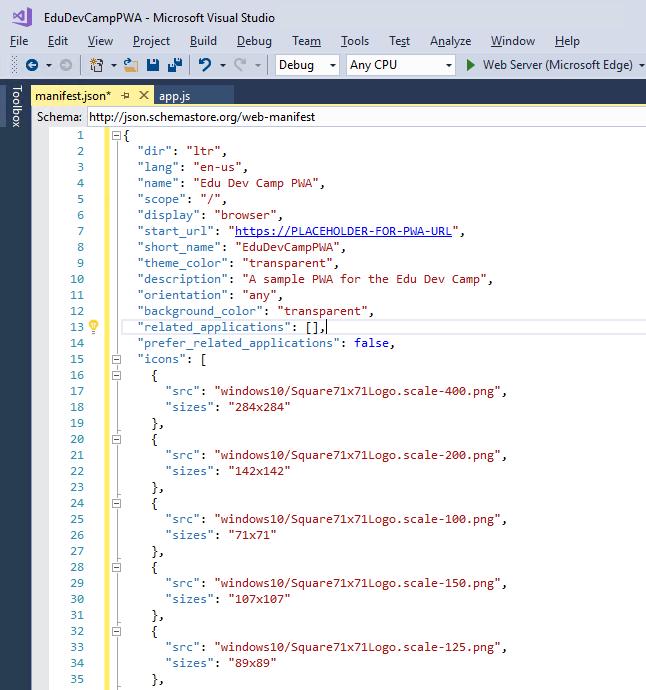 EduDevCampPWA - Microsoft Visual Studio
File Edit View Project Build Debug Team Tools Test Analyze Window Help
Debug Any CPU Web Server (Microsoft Edge)
Toolbox
manifest.json* app.js
Schema: http://json.schemastore.org/web-manifest
1 {
2 "dir": "ltr",
3 "lang": "en-us",
4 "name": "Edu Dev Camp PWA",
5 "scope": "/",
6 "display": "browser",
7 "start_url": "https://PLACEHOLDER-FOR-PWA-URL",
8 "short_name": "EduDevCampPWA",
9 "theme_color": "transparent",
10 "description": "A sample PWA for the Edu Dev Camp",
11 "orientation": "any",
12 "background_color": "transparent",
13 "related_applications": [],
14 "prefer_related_applications": false,
15 "icons": [
16 {
17 "src": "windows10/Square71x71Logo.scale-400.png",
18 "sizes": "284x284"
19 },
20 {
21 "src": "windows10/Square71x71Logo.scale-200.png",
22 "sizes": "142x142"
23 },
24 {
25 "src": "windows10/Square71x71Logo.scale-100.png",
26 "sizes": "71x71"
27 },
28 {
29 "src": "windows10/Square71x71Logo.scale-150.png",
30 "sizes": "107x107"
31 },
32 {
33 "src": "windows10/Square71x71Logo.scale-125.png",
34 "sizes": "89x89"
35 },